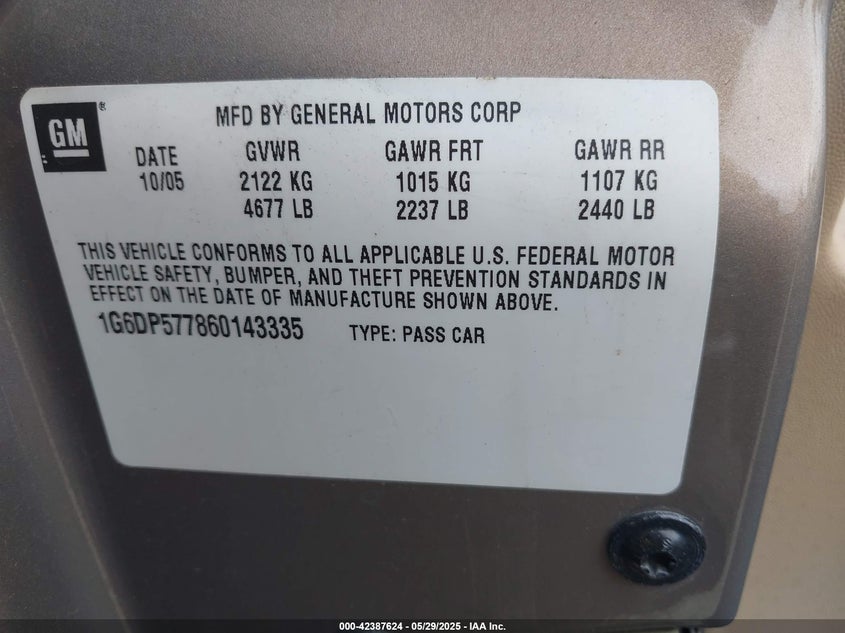 GM
MFD BY GENERAL MOTORS CORP
DATE GVWR GAWR FRT GAWR RR
10/05 2122 KG 1015 KG 1107 KG
4677 LB 2237 LB 2440 LB
THIS VEHICLE CONFORMS TO ALL APPLICABLE U.S. FEDERAL MOTOR
VEHICLE SAFETY, BUMPER, AND THEFT PREVENTION STANDARDS IN
EFFECT ON THE DATE OF MANUFACTURE SHOWN ABOVE.
1G6DP577860143335 TYPE: PASS CAR
000-42387624 - 05/29/2025 - IAA Inc.